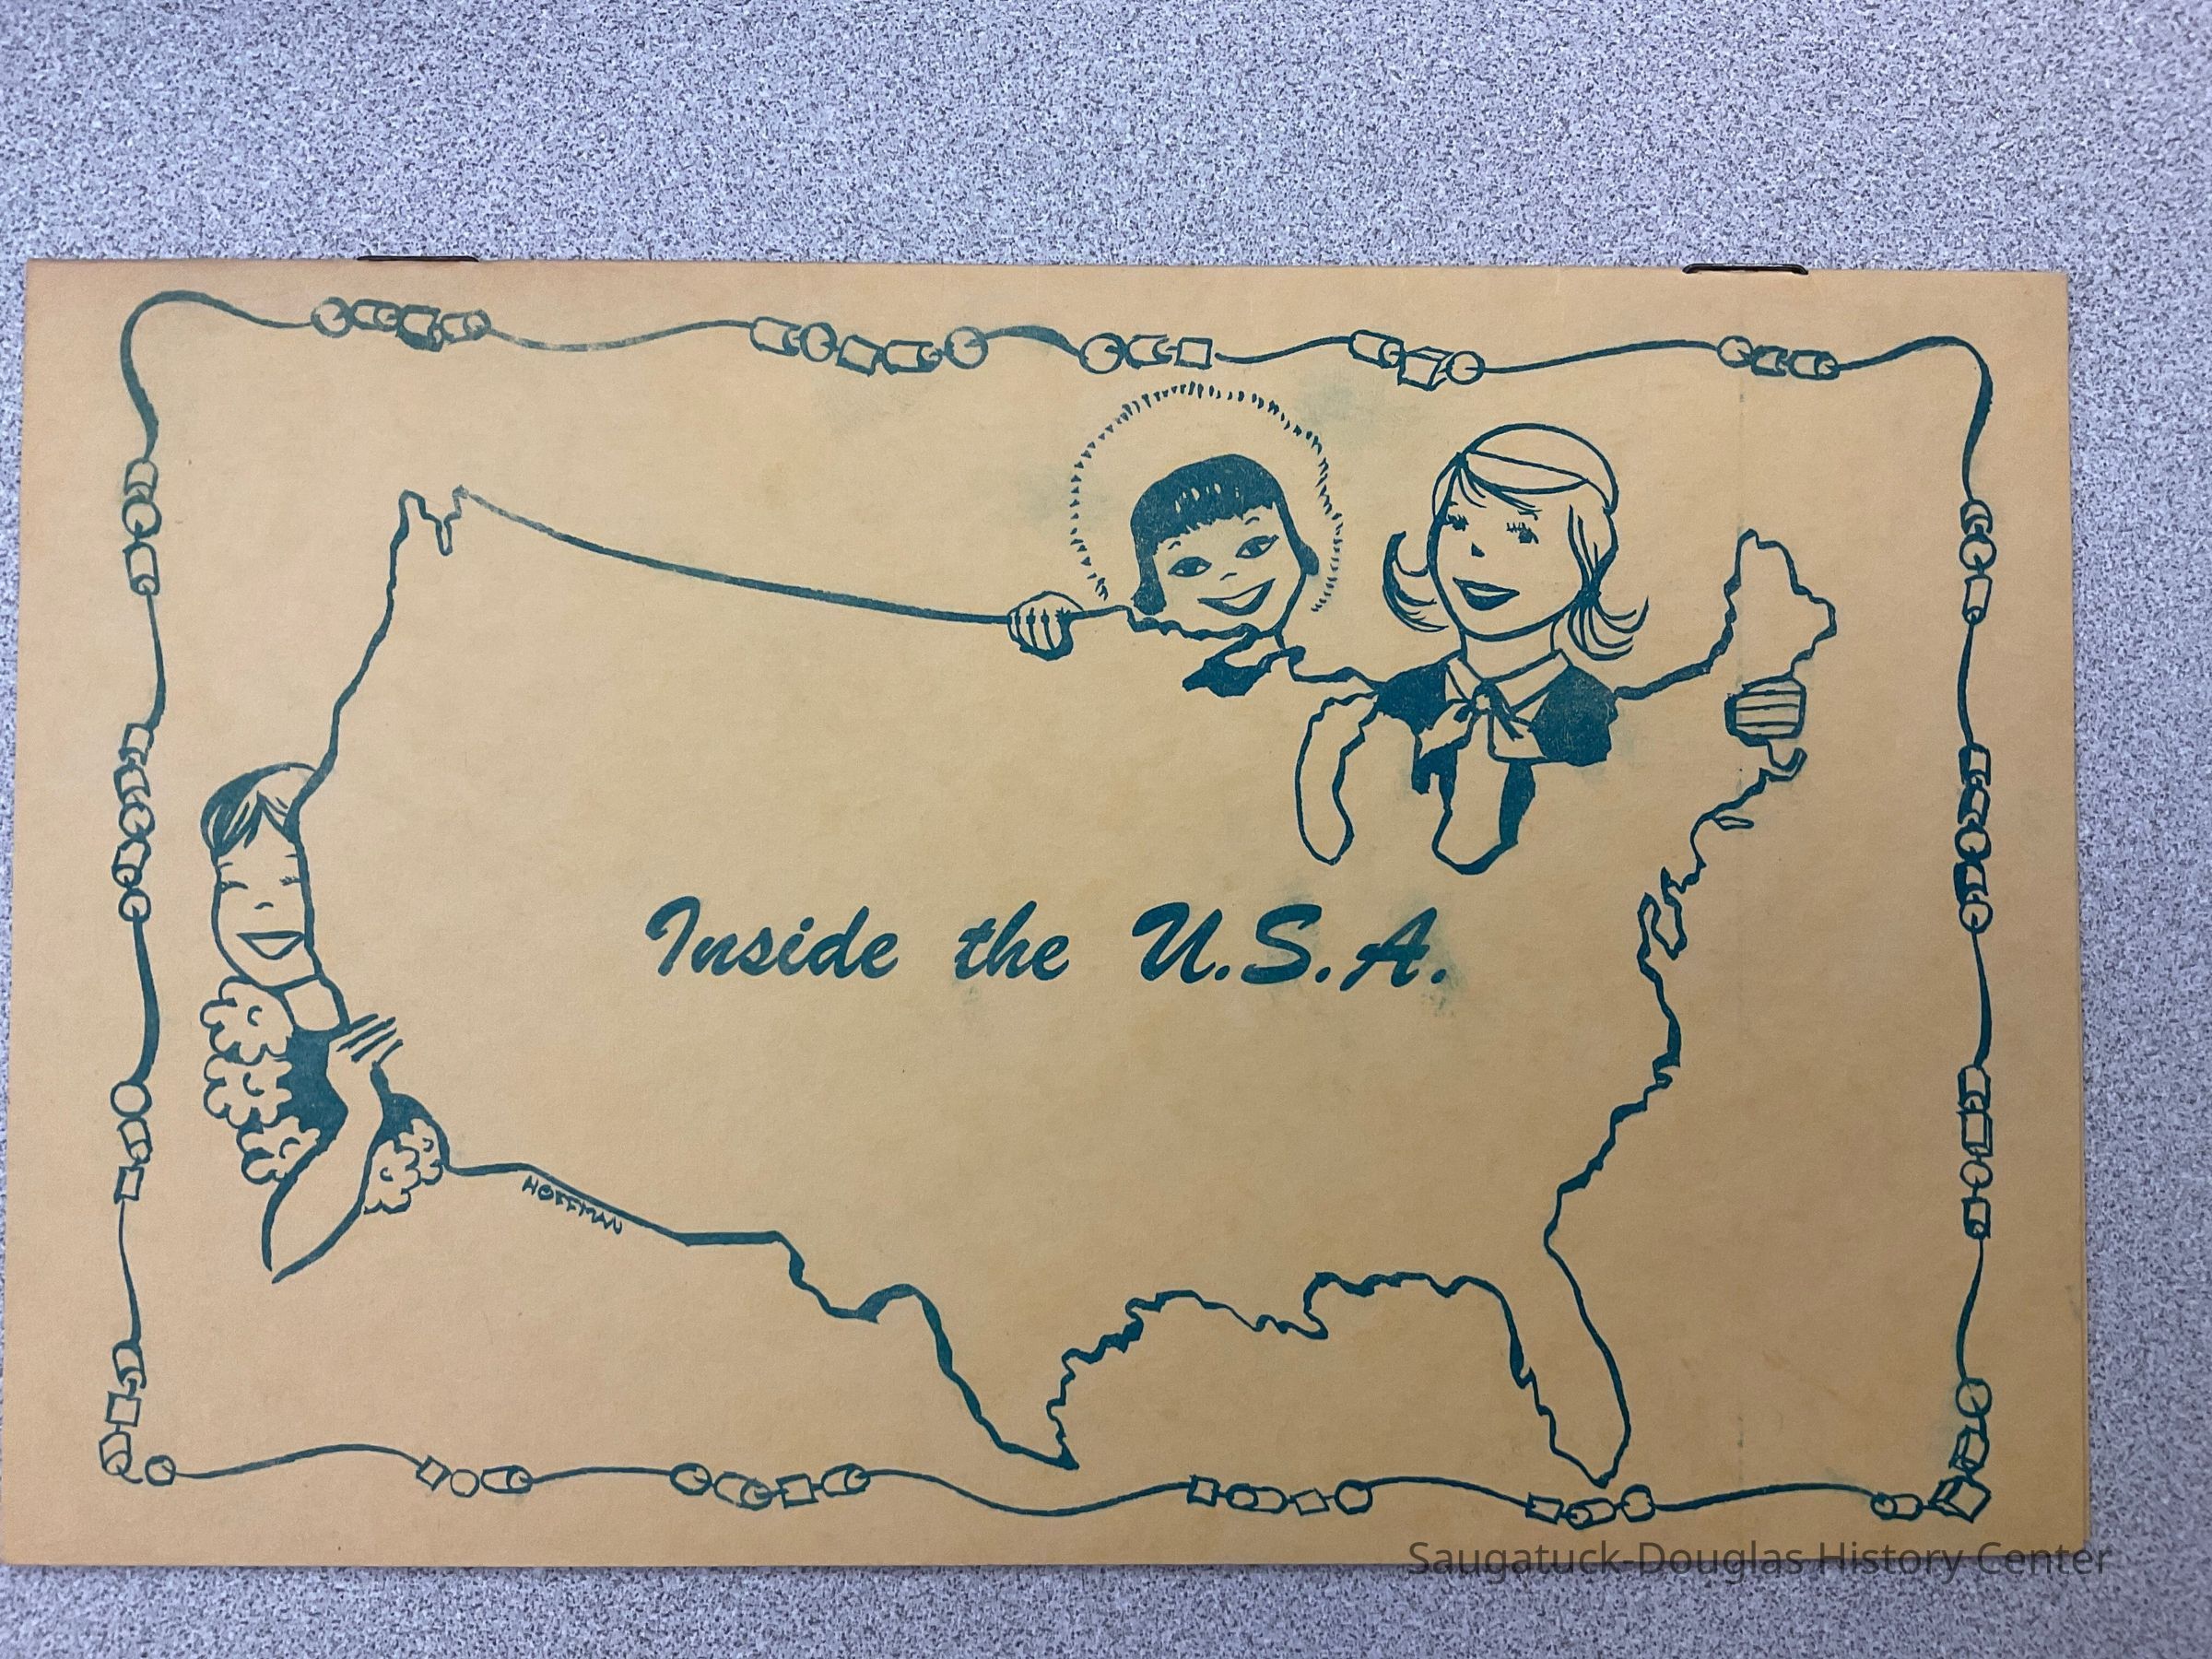 Inside the U.S.A.
HOFFMAN
Saugatuck-Douglas History Center